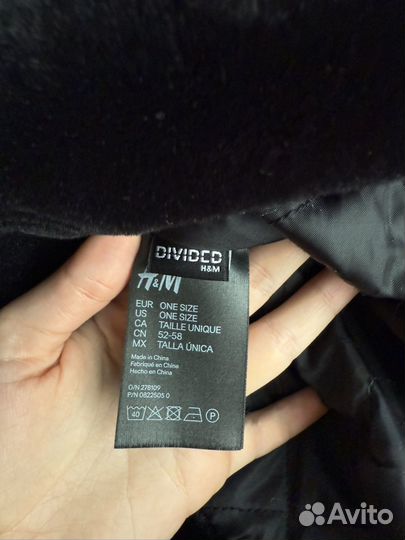 DIVIDED
H&M
H&M
EUR ONE SIZE
US ONE SIZE
CA TAILLE UNIQUE
CN 52-58
MX TALLA ÚNICA
Made in China
Fabriqué en Chine
Hecho en China
O/N 278109
P/N 0822505 0
40 P
Avito